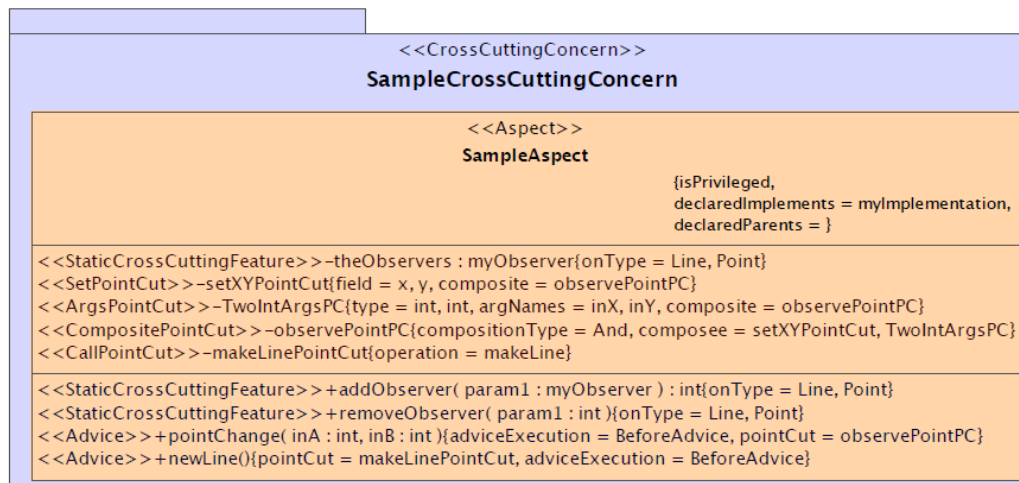 <<CrossCuttingConcern>>
SampleCrossCuttingConcern
<<Aspect>>
SampleAspect
{isPrivileged,
declaredImplements = myImplementation,
declaredParents = }
<<StaticCrossCuttingFeature>>-theObservers : myObserver{onType = Line, Point}
<<SetPointCut>>-setXYPointCut{field = x, y, composite = observePointPC}
<<ArgsPointCut>>-TwoIntArgsPC{type = int, int, argNames = inX, inY, composite = observePointPC}
<<CompositePointCut>>-observePointPC{compositionType = And, composee = setXYPointCut, TwoIntArgsPC}
<<CallPointCut>>-makeLinePointCut{operation = makeLine}
<<StaticCrossCuttingFeature>>+addObserver( param1 : myObserver ) : int{onType = Line, Point}
<<StaticCrossCuttingFeature>>+removeObserver( param1 : int ){onType = Line, Point}
<<Advice>>+pointChange( inA : int, inB : int ){adviceExecution = BeforeAdvice, pointCut = observePointPC}
<<Advice>>+newLine(){pointCut = makeLinePointCut, adviceExecution = BeforeAdvice}